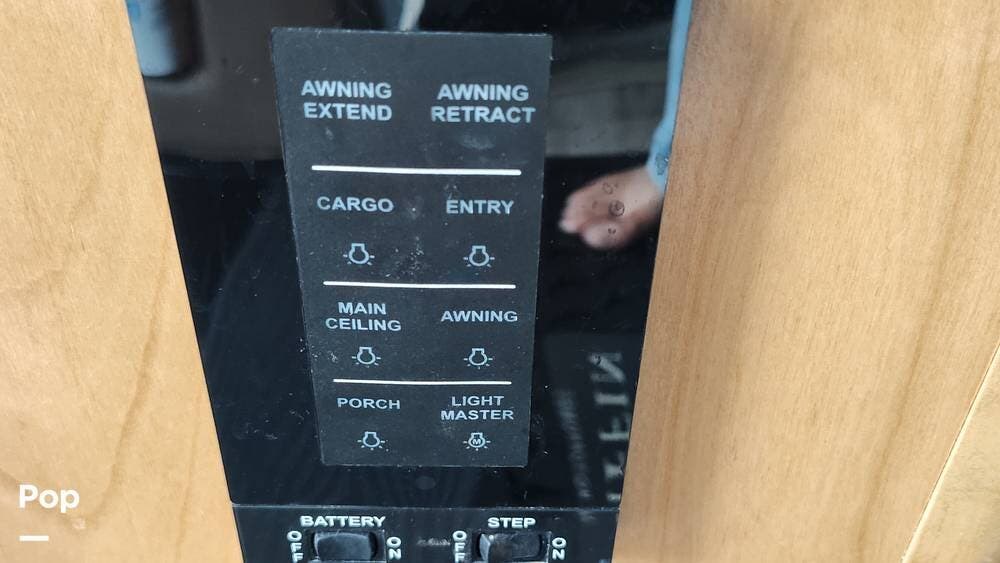 AWNING EXTEND
AWNING RETRACT
CARGO
ENTRY
MAIN CEILING
AWNING
PORCH
LIGHT MASTER
M
BATTERY
OFF
ON
STEP
OFF
ON
Pop